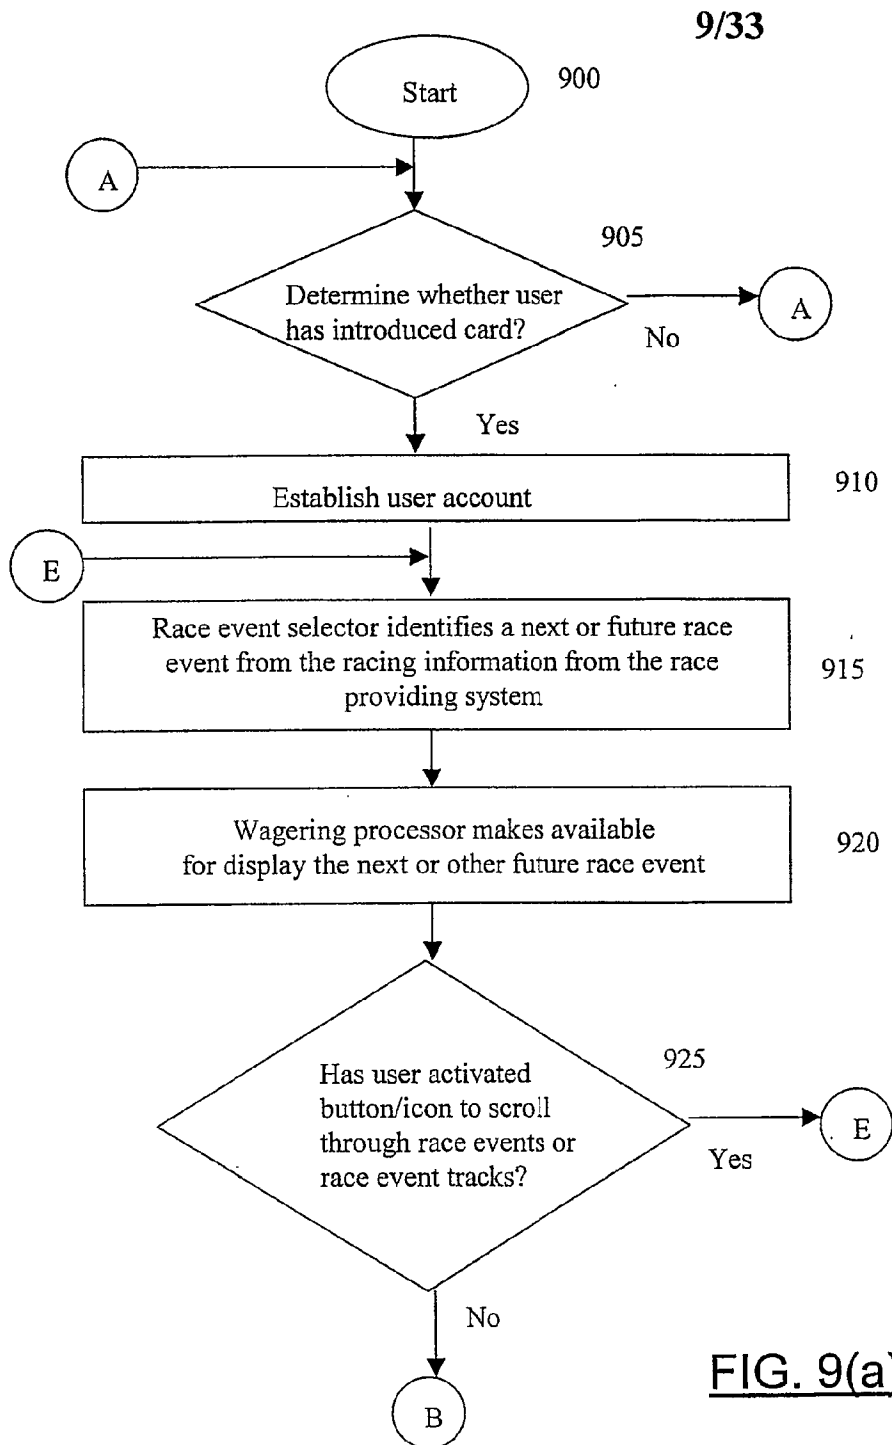 9/33
Start
900
A
905
Determine whether user
has introduced card?
A
No
Yes
Establish user account
910
E
Race event selector identifies a next or future race
event from the racing information from the race
providing system
915
Wagering processor makes available
for display the next or other future race event
920
925
Has user activated
button/icon to scroll
through race events or
race event tracks?
E
Yes
No
B
FIG. 9(a)